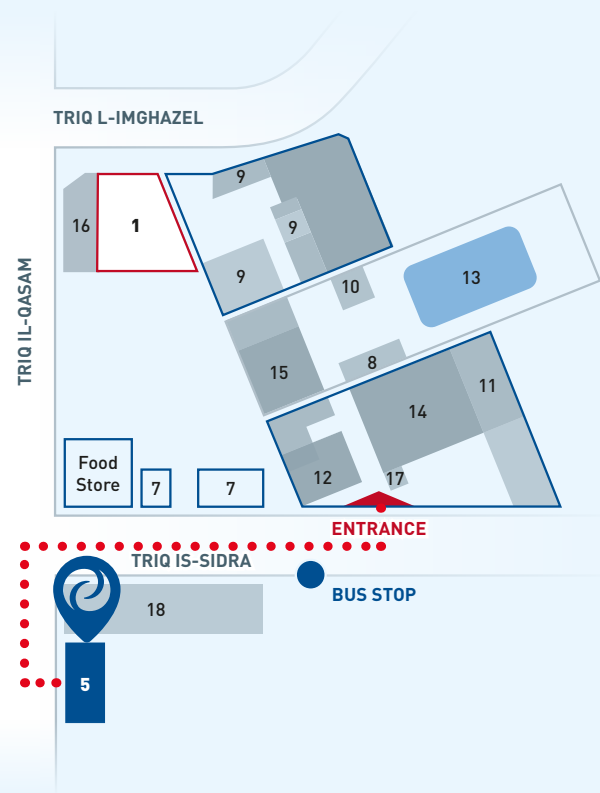 TRIQ L-IMGHAZEL
9
16
1
9
9
10
13
TRIQ IL-QASAM
15
8
11
14
Food
Store
7
7
12
17
ENTRANCE
TRIQ IS-SIDRA
BUS STOP
18
5